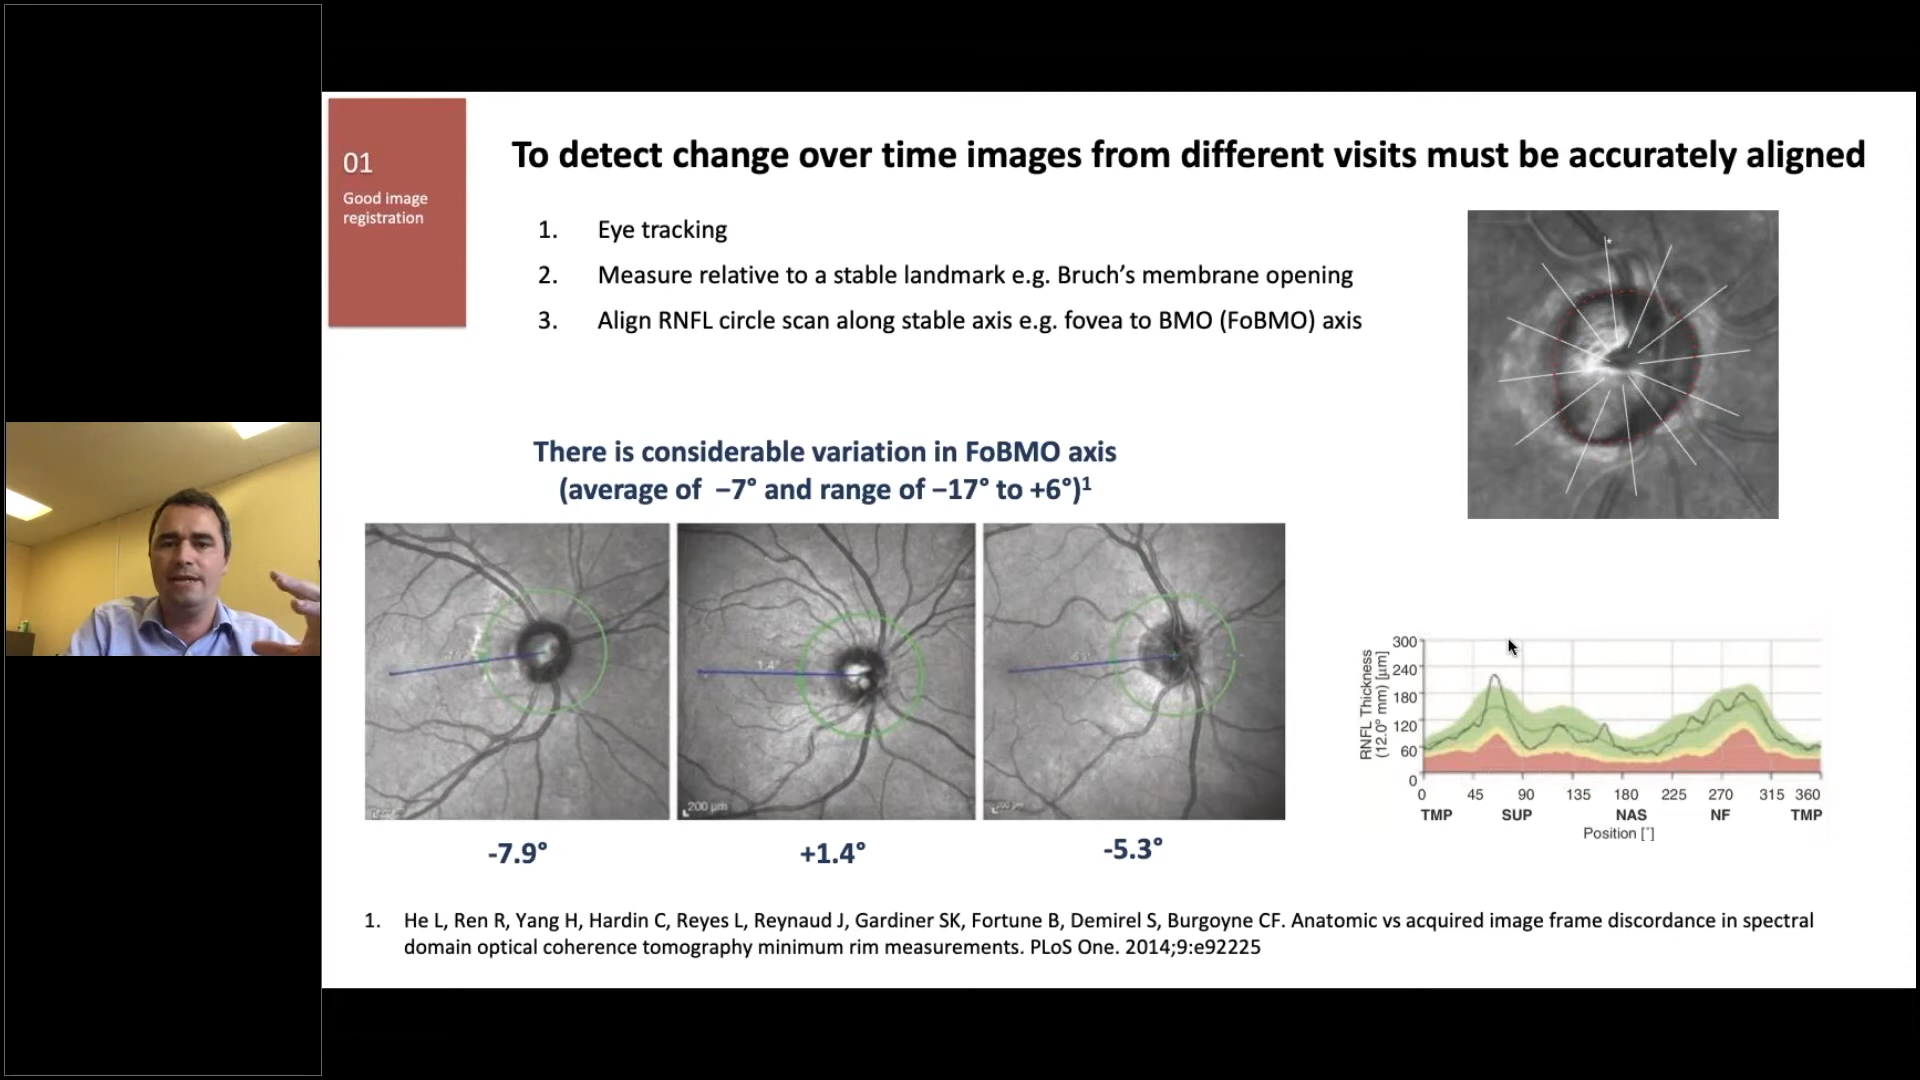 01
Good image
registration
To detect change over time images from different visits must be accurately aligned
1. Eye tracking
2. Measure relative to a stable landmark e.g. Bruch’s membrane opening
3. Align RNFL circle scan along stable axis e.g. fovea to BMO (FoBMO) axis
There is considerable variation in FoBMO axis
(average of −7° and range of −17° to +6°)¹
1.4°
200 µm
-7.9°
+1.4°
-5.3°
RNFL Thickness
(12.0° mm) [µm]
300
240
180
120
60
0
0 45 90 135 180 225 270 315 360
TMP SUP NAS NF TMP
Position [°]
1. He L, Ren R, Yang H, Hardin C, Reyes L, Reynaud J, Gardiner SK, Fortune B, Demirel S, Burgoyne CF. Anatomic vs acquired image frame discordance in spectral
domain optical coherence tomography minimum rim measurements. PLoS One. 2014;9:e92225